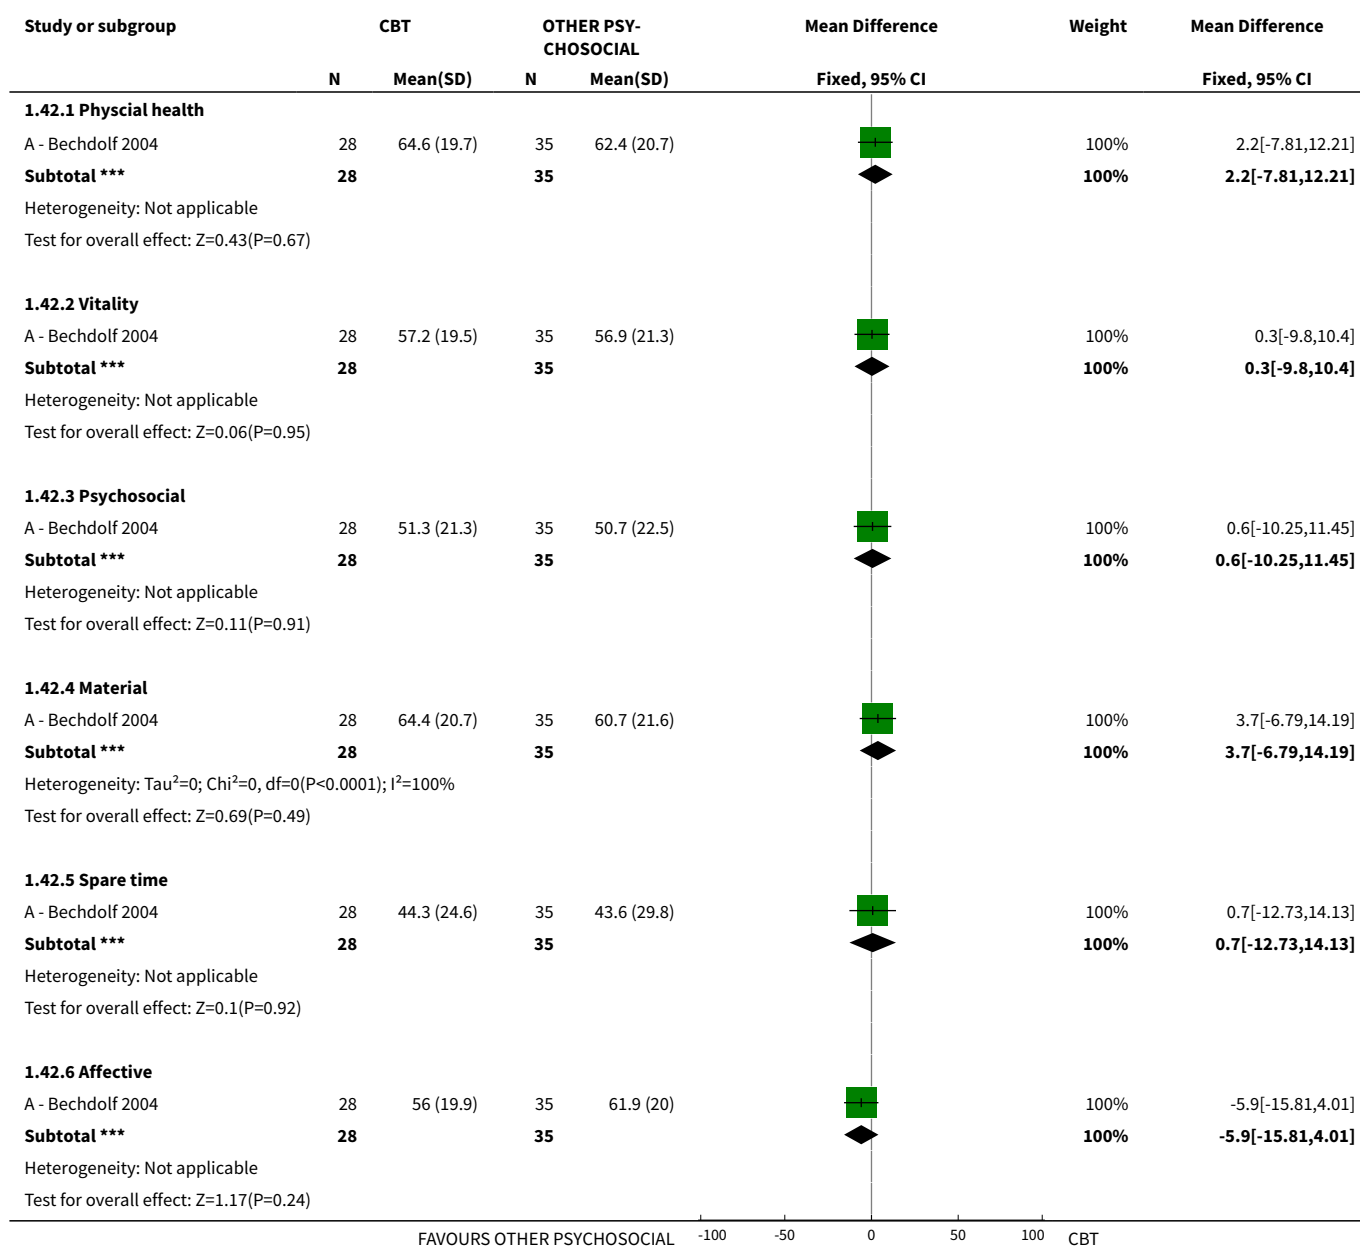 Study or subgroup CBT OTHER PSY- Mean Difference Weight Mean Difference
CHOSOCIAL
N Mean(SD) N Mean(SD) Fixed, 95% CI Fixed, 95% CI
1.42.1 Physcial health
A - Bechdolf 2004 28 64.6 (19.7) 35 62.4 (20.7) 100% 2.2[-7.81,12.21]
Subtotal *** 28 35 100% 2.2[-7.81,12.21]
Heterogeneity: Not applicable
Test for overall effect: Z=0.43(P=0.67)
1.42.2 Vitality
A - Bechdolf 2004 28 57.2 (19.5) 35 56.9 (21.3) 100% 0.3[-9.8,10.4]
Subtotal *** 28 35 100% 0.3[-9.8,10.4]
Heterogeneity: Not applicable
Test for overall effect: Z=0.06(P=0.95)
1.42.3 Psychosocial
A - Bechdolf 2004 28 51.3 (21.3) 35 50.7 (22.5) 100% 0.6[-10.25,11.45]
Subtotal *** 28 35 100% 0.6[-10.25,11.45]
Heterogeneity: Not applicable
Test for overall effect: Z=0.11(P=0.91)
1.42.4 Material
A - Bechdolf 2004 28 64.4 (20.7) 35 60.7 (21.6) 100% 3.7[-6.79,14.19]
Subtotal *** 28 35 100% 3.7[-6.79,14.19]
Heterogeneity: Tau²=0; Chi²=0, df=0(P<0.0001); I²=100%
Test for overall effect: Z=0.69(P=0.49)
1.42.5 Spare time
A - Bechdolf 2004 28 44.3 (24.6) 35 43.6 (29.8) 100% 0.7[-12.73,14.13]
Subtotal *** 28 35 100% 0.7[-12.73,14.13]
Heterogeneity: Not applicable
Test for overall effect: Z=0.1(P=0.92)
1.42.6 Affective
A - Bechdolf 2004 28 56 (19.9) 35 61.9 (20) 100% -5.9[-15.81,4.01]
Subtotal *** 28 35 100% -5.9[-15.81,4.01]
Heterogeneity: Not applicable
Test for overall effect: Z=1.17(P=0.24)
FAVOURS OTHER PSYCHOSOCIAL -100 -50 0 50 100 CBT